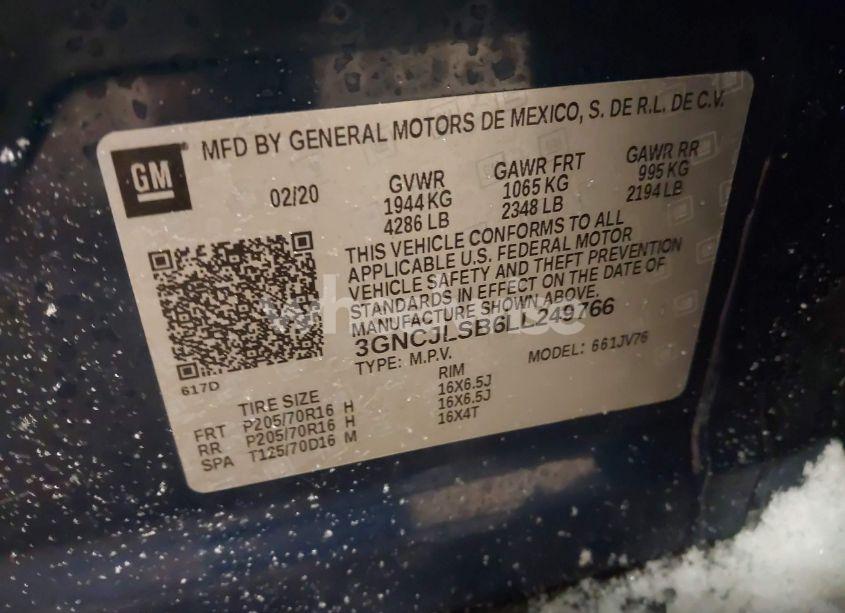 GM
MFD BY GENERAL MOTORS DE MEXICO, S. DE R.L. DE C.V.
02/20
GVWR
1944 KG
4286 LB
GAWR FRT
1065 KG
2348 LB
GAWR RR
995 KG
2194 LB
THIS VEHICLE CONFORMS TO ALL
APPLICABLE U.S. FEDERAL MOTOR
VEHICLE SAFETY AND THEFT PREVENTION
STANDARDS IN EFFECT ON THE DATE OF
MANUFACTURE SHOWN ABOVE.
3GNCJLSB6LL249766
TYPE: M.P.V. MODEL: 661JV76
617D
TIRE SIZE RIM
FRT P205/70R16 H 16X6.5J
RR P205/70R16 H 16X6.5J
SPA T125/70D16 M 16X4T